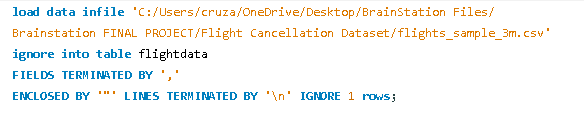 load data infile 'C:/Users/cruza/OneDrive/Desktop/BrainStation Files/
Brainstation FINAL PROJECT/Flight Cancellation Dataset/flights_sample_3m.csv'
ignore into table flightdata
FIELDS TERMINATED BY ','
ENCLOSED BY '"' LINES TERMINATED BY '\n' IGNORE 1 rows;